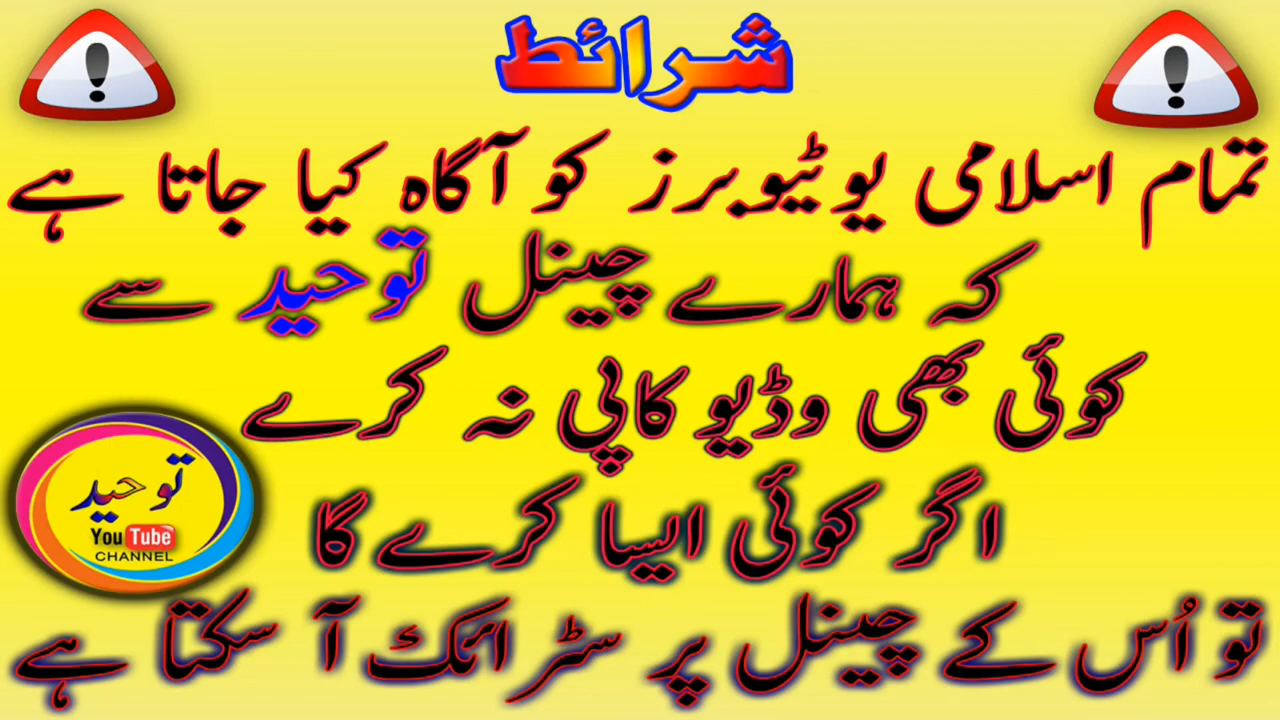 شرائط
تمام اسلامی یوٹیوبرز کو آگاہ کیا جاتا ہے
کہ ہمارے چینل توحید سے
کوئی بھی وڈیو کاپی نہ کرے
اگر کوئی ایسا کرے گا
تو اُس کے چینل پر سٹرائک آ سکتا ہے
توحید
YouTube
CHANNEL